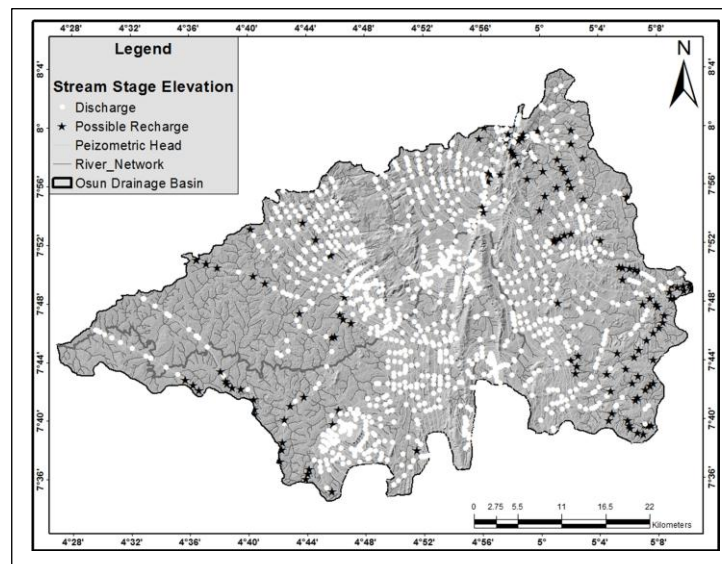 4°28' 4°32' 4°36' 4°40' 4°44' 4°48' 4°52' 4°56' 5° 5°4' 5°8'
Legend
Stream Stage Elevation
Discharge
Possible Recharge
Peizometric Head
River_Network
Osun Drainage Basin
N
8°4' 8°4'
8° 8°
7°56' 7°56'
7°52' 7°52'
7°48' 7°48'
7°44' 7°44'
7°40' 7°40'
7°36' 7°36'
0 2.75 5.5 11 16.5 22
Kilometers
4°28' 4°32' 4°36' 4°40' 4°44' 4°48' 4°52' 4°56' 5° 5°4' 5°8'